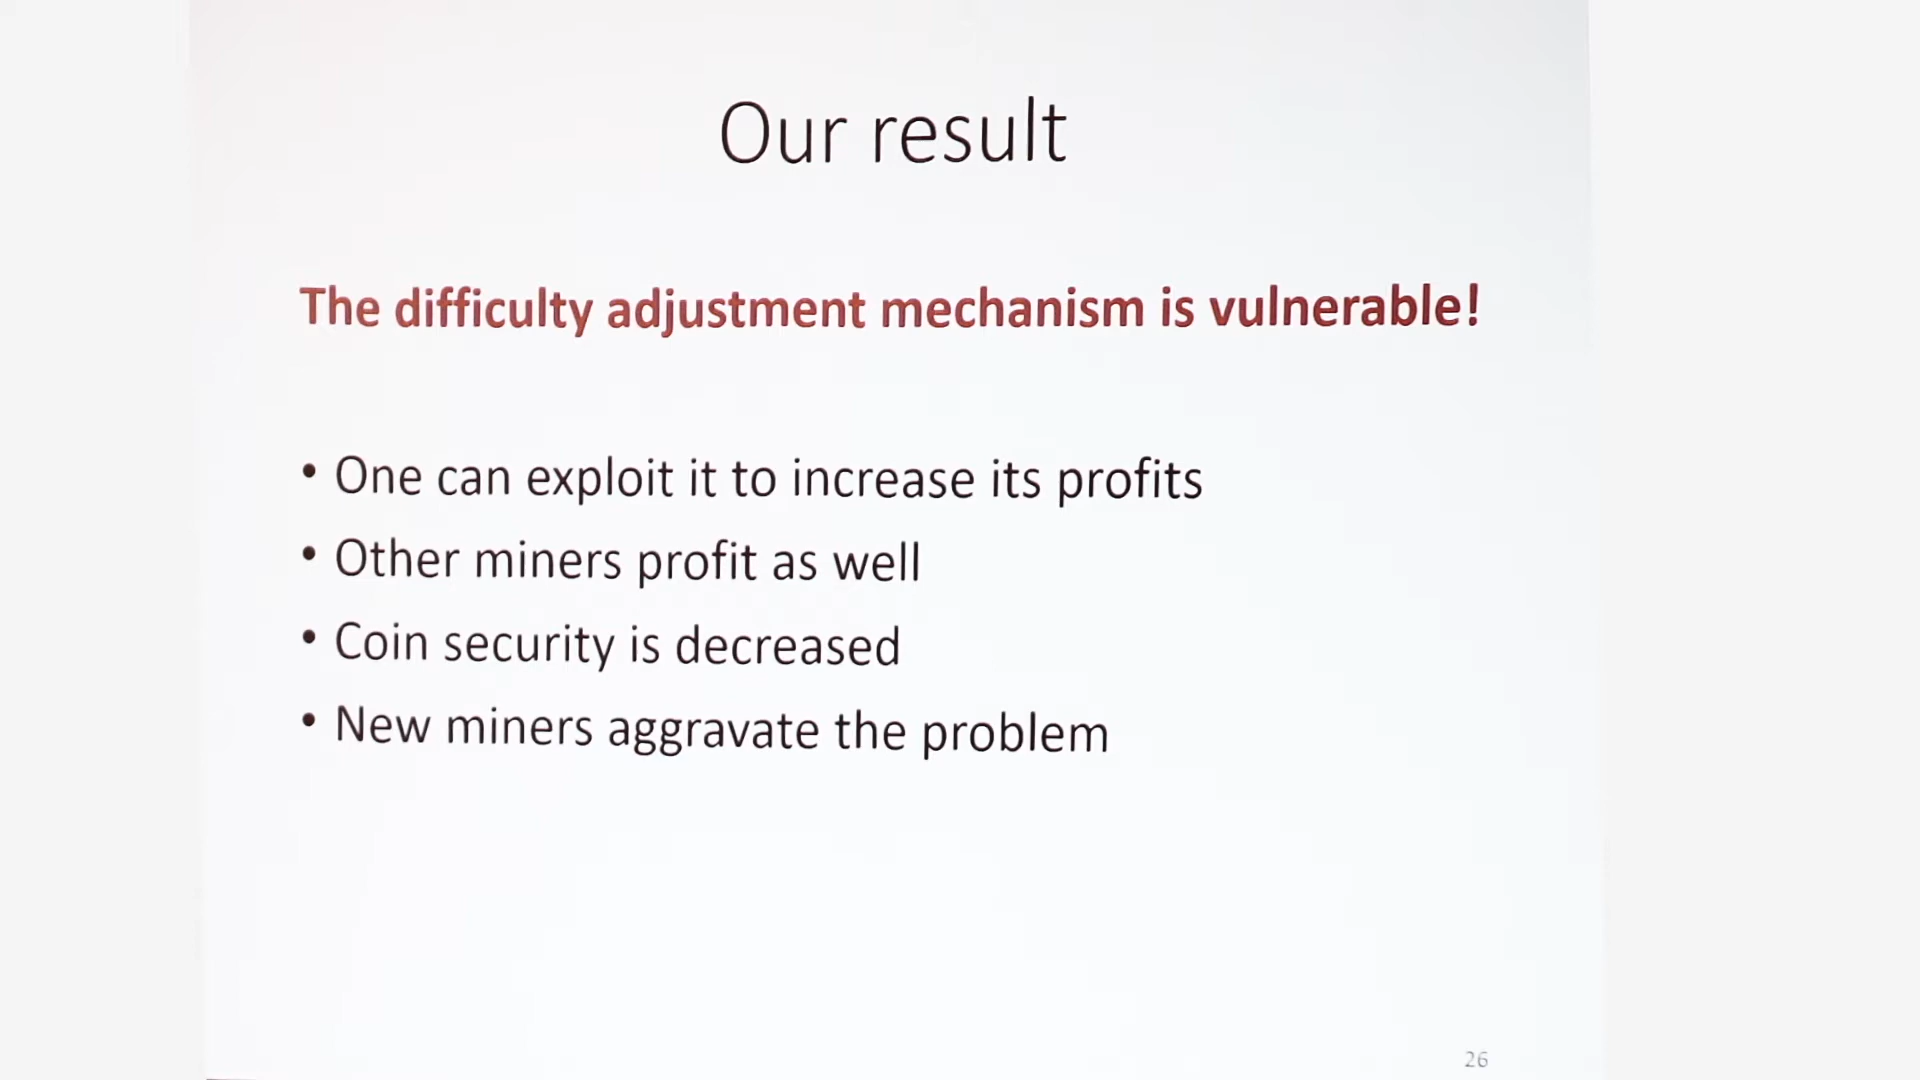 Our result
The difficulty adjustment mechanism is vulnerable!
• One can exploit it to increase its profits
• Other miners profit as well
• Coin security is decreased
• New miners aggravate the problem
26